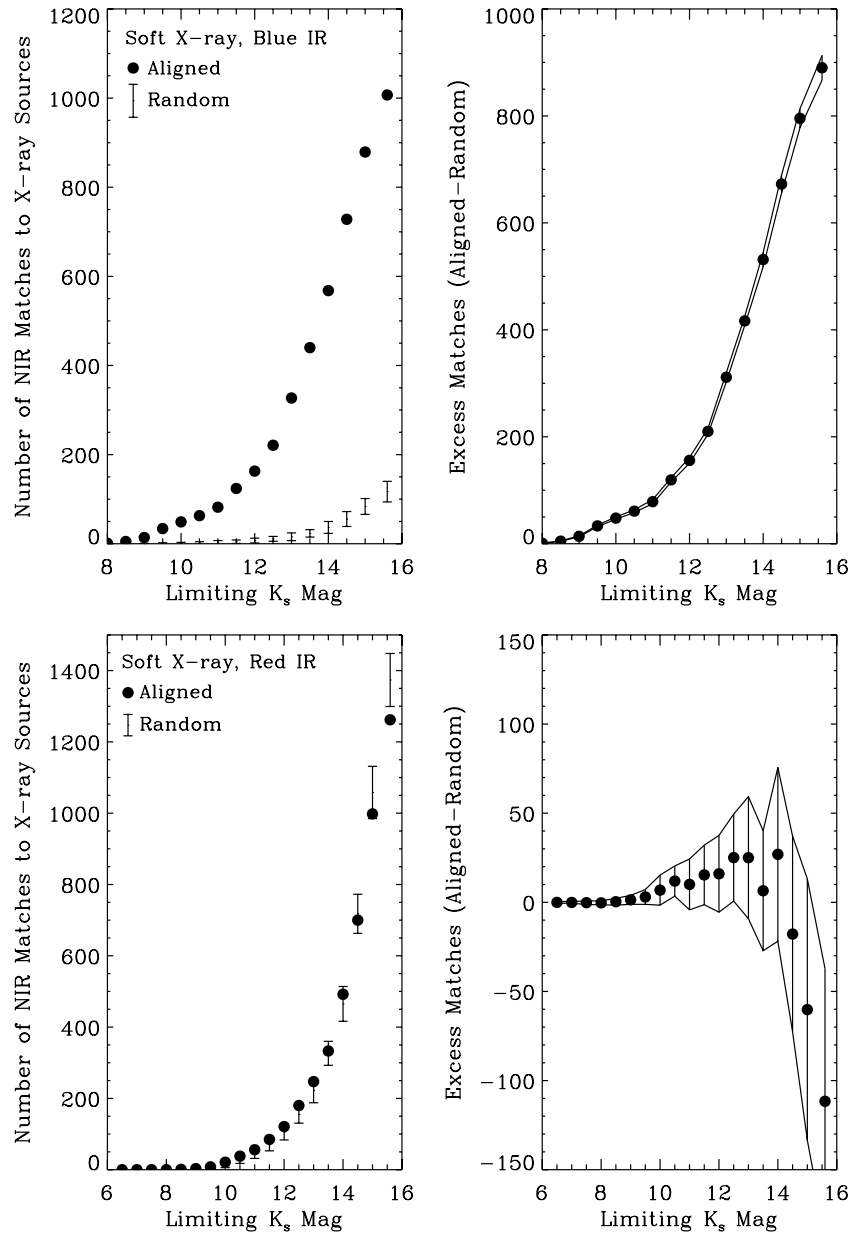 Number of NIR Matches to X-ray Sources
1200
1000
800
600
400
200
0
Soft X-ray, Blue IR
Aligned
Random
8 10 12 14 16
Limiting Ks Mag
Excess Matches (Aligned-Random)
1000
800
600
400
200
0
8 10 12 14 16
Limiting Ks Mag
Number of NIR Matches to X-ray Sources
1400
1200
1000
800
600
400
200
0
Soft X-ray, Red IR
Aligned
Random
6 8 10 12 14 16
Limiting Ks Mag
Excess Matches (Aligned-Random)
150
100
50
0
-50
-100
-150
6 8 10 12 14 16
Limiting Ks Mag